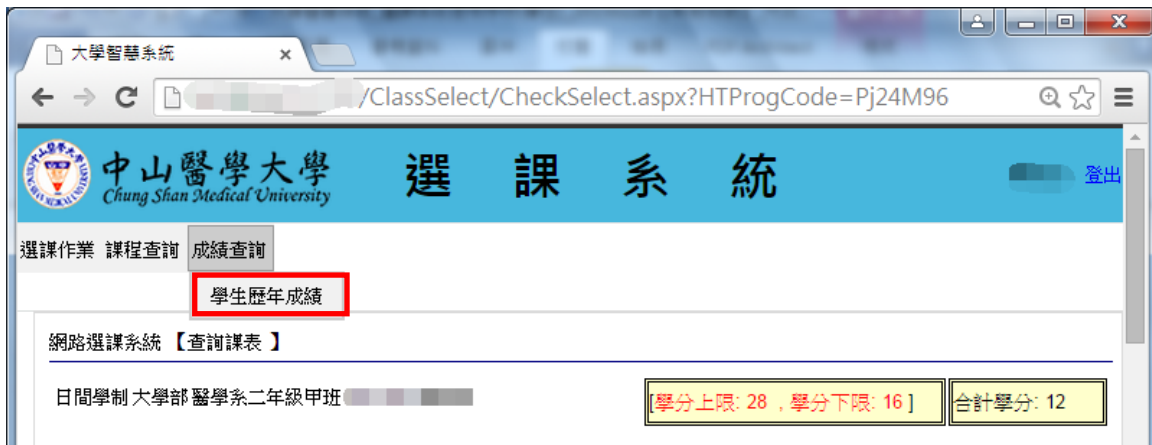 大學智慧系統
/ClassSelect/CheckSelect.aspx?HTProgCode=Pj24M96
中山醫學大學 選課系統
Chung Shan Medical University
登出
選課作業 課程查詢 成績查詢
學生歷年成績
網路選課系統 【查詢課表 】
日間學制 大學部 醫學系二年級甲班
[學分上限: 28 , 學分下限: 16 ] 合計學分: 12